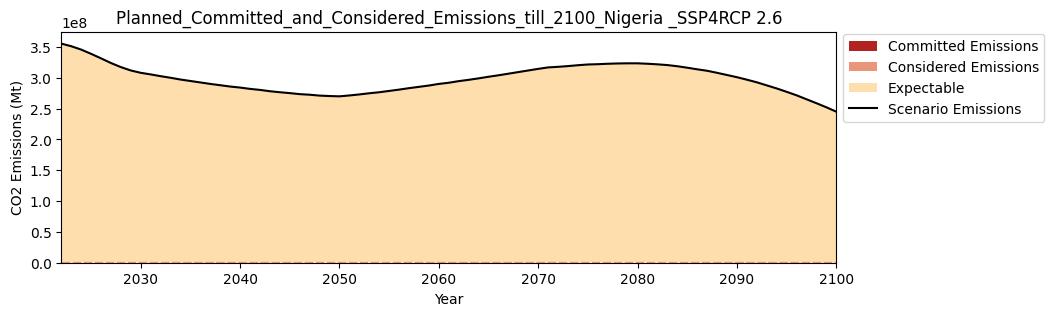 Planned_Committed_and_Considered_Emissions_till_2100_Nigeria _SSP4RCP 2.6
1e8
3.5
3.0
2.5
2.0
1.5
1.0
0.5
0.0
CO2 Emissions (Mt)
2030 2040 2050 2060 2070 2080 2090 2100
Year
Committed Emissions
Considered Emissions
Expectable
Scenario Emissions